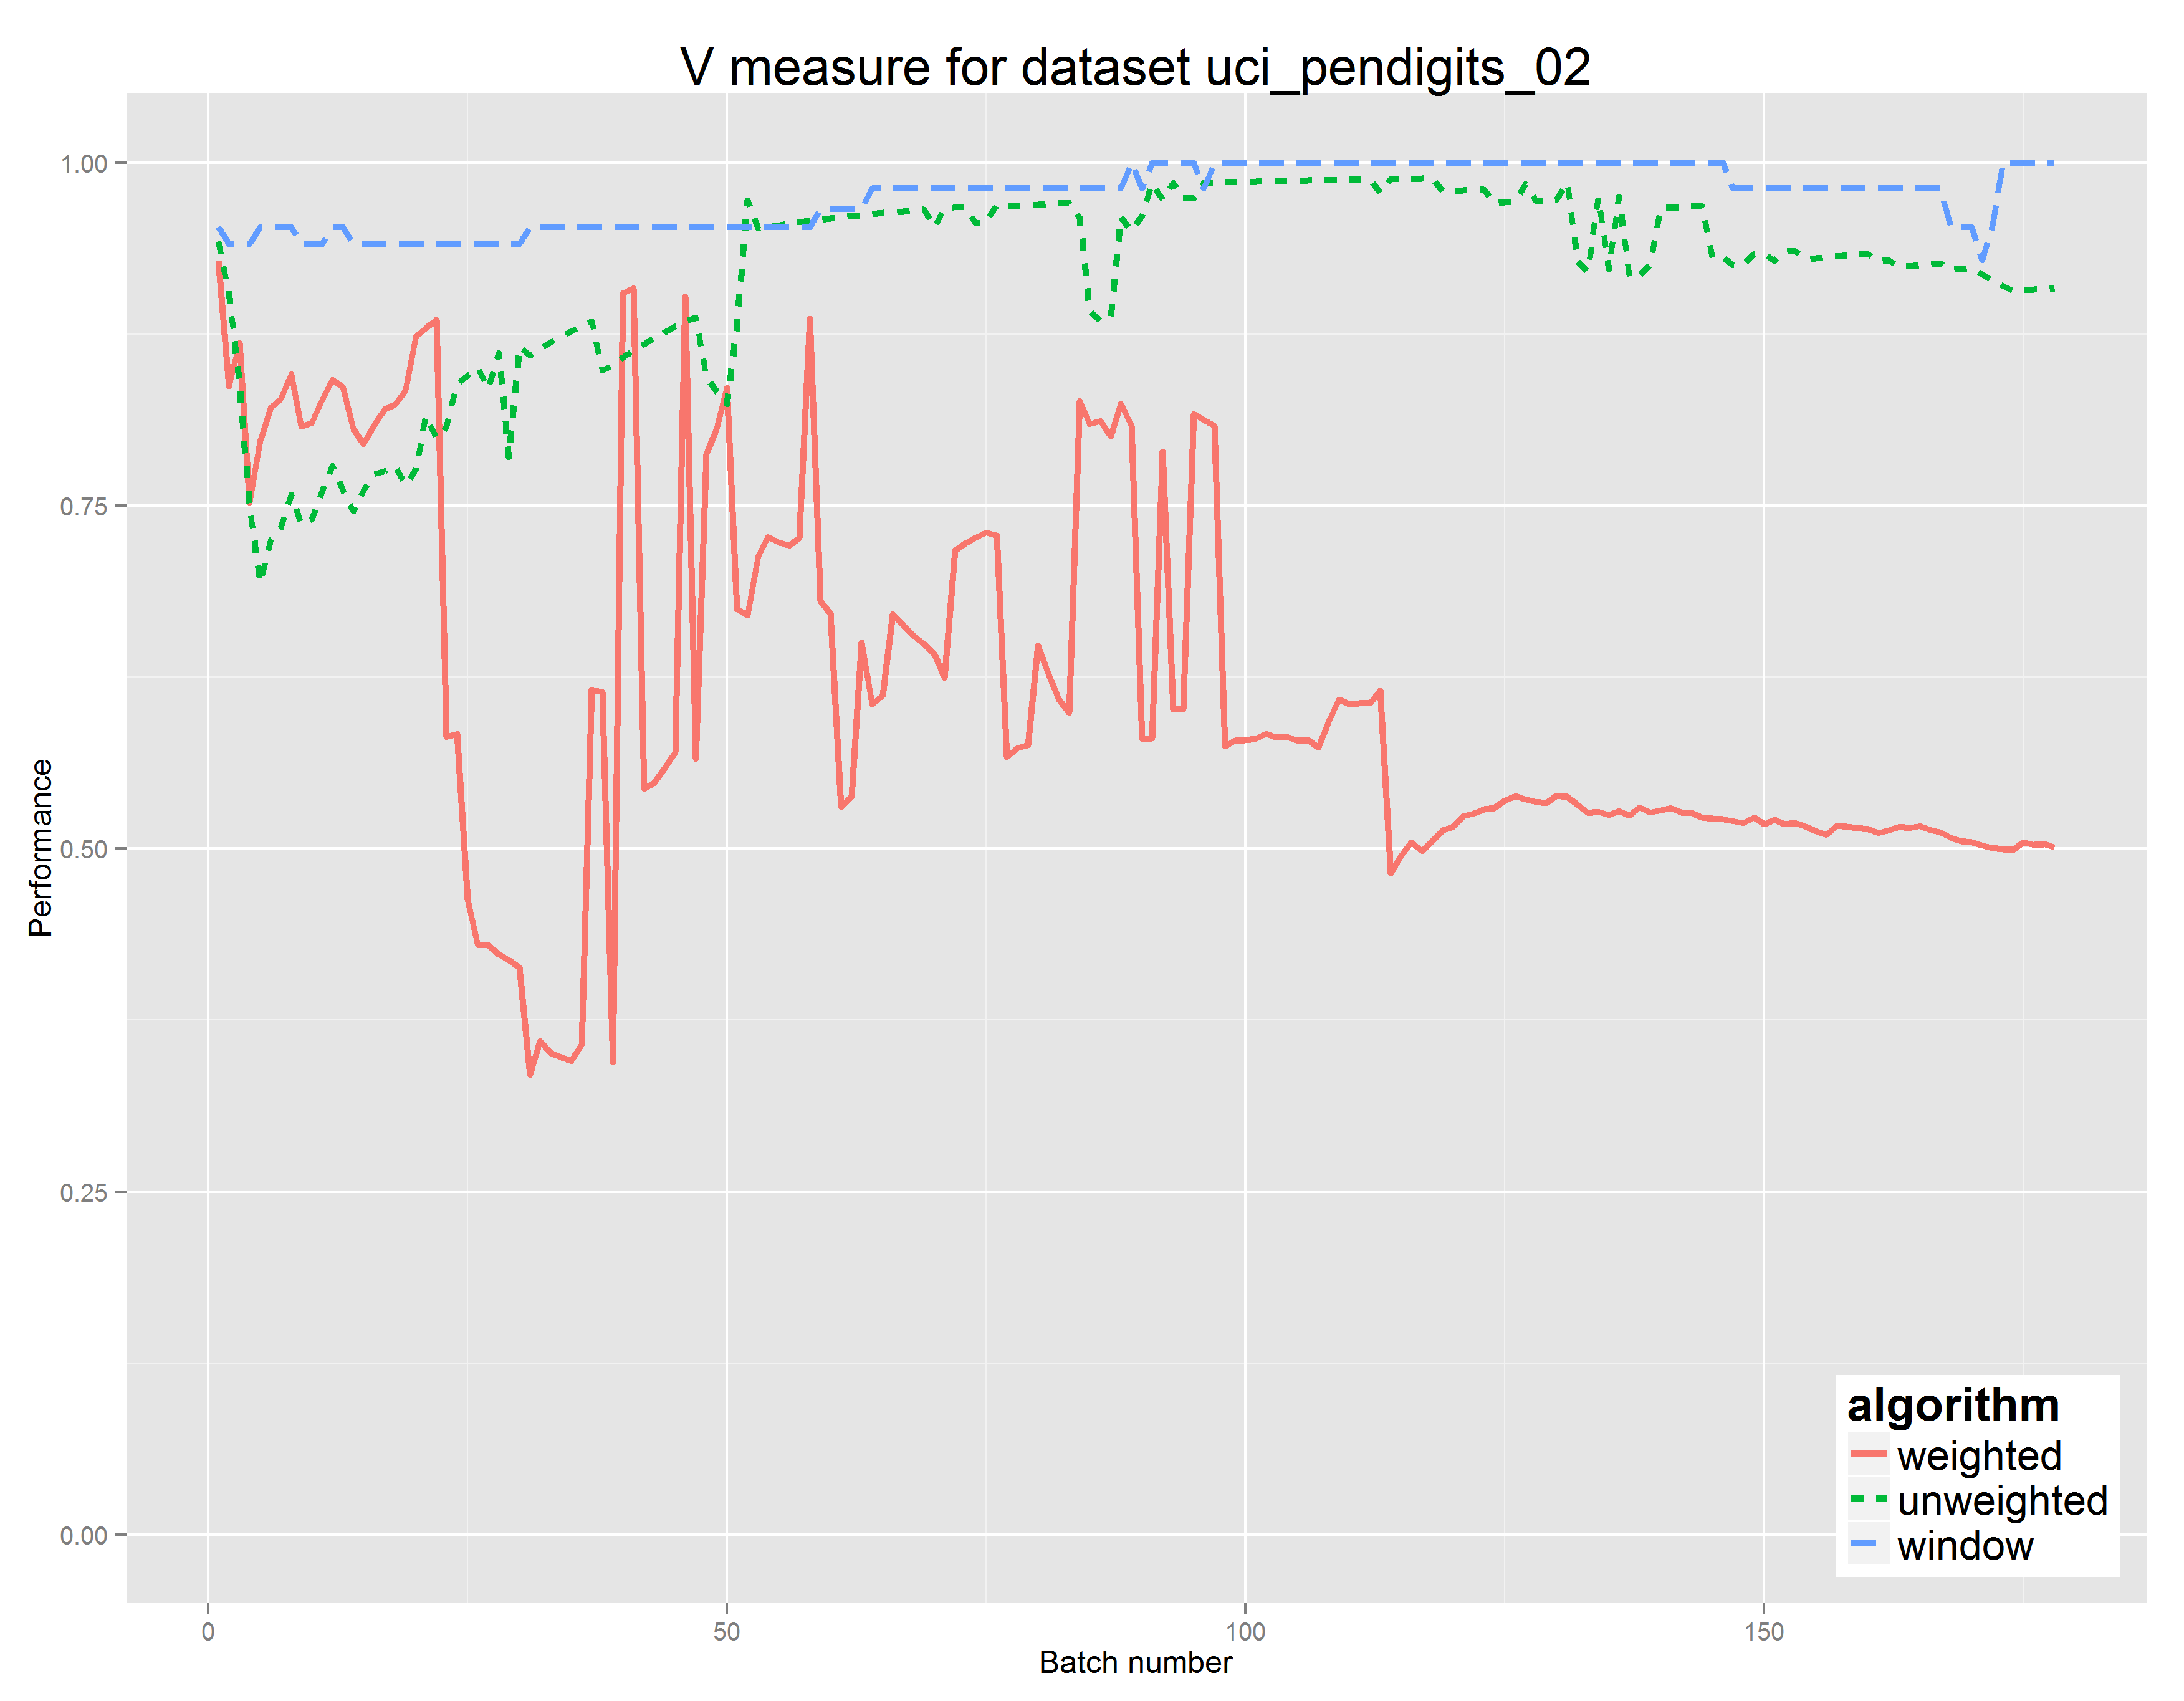 V measure for dataset uci_pendigits_02
1.00
0.75
0.50
0.25
0.00
Performance
0 50 100 150
Batch number
algorithm
weighted
unweighted
window